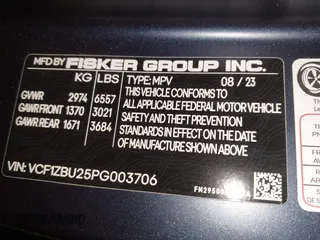 MFD BY FISKER GROUP INC.
KG LBS TYPE: MPV 08 / 23
GVWR 2974 6557 THIS VEHICLE CONFORMS TO
GAWR FRONT 1370 3021 ALL APPLICABLE FEDERAL MOTOR VEHICLE
GAWR REAR 1671 3684 SAFETY AND THEFT PREVENTION
STANDARDS IN EFFECT ON THE DATE
OF MANUFACTURE SHOWN ABOVE
VIN: VCF1ZBU25PG003706